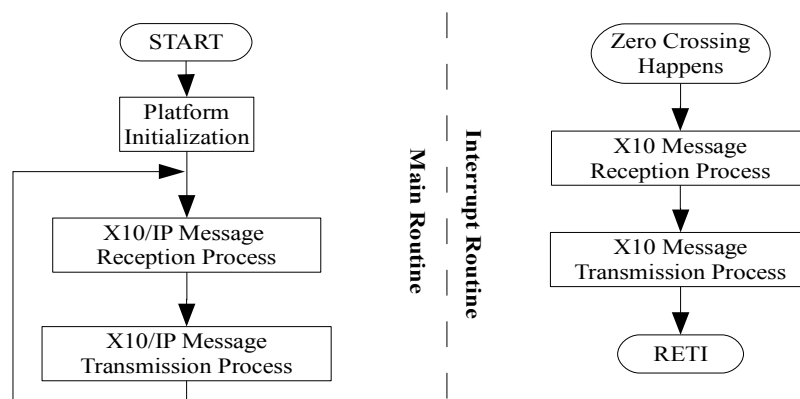 START
Platform
Initialization
X10/IP Message
Reception Process
X10/IP Message
Transmission Process
Main Routine
Interrupt Routine
Zero Crossing
Happens
X10 Message
Reception Process
X10 Message
Transmission Process
RETI